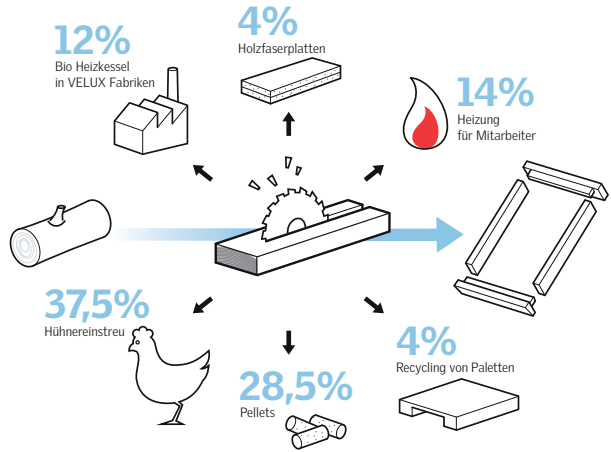 12%
Bio Heizkessel
in VELUX Fabriken
4%
Holzfaserplatten
14%
Heizung
für Mitarbeiter
37,5%
Hühnereinstreu
28,5%
Pellets
4%
Recycling von Paletten